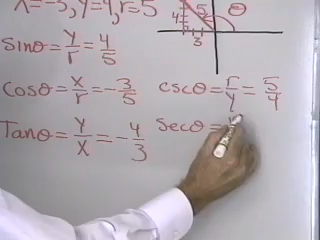 x=-3, y=4, r=5
4 5 θ
3
sinθ = y/r = 4/5
cosθ = x/r = -3/5
cscθ = r/y = 5/4
Tanθ = y/x = -4/3
secθ =